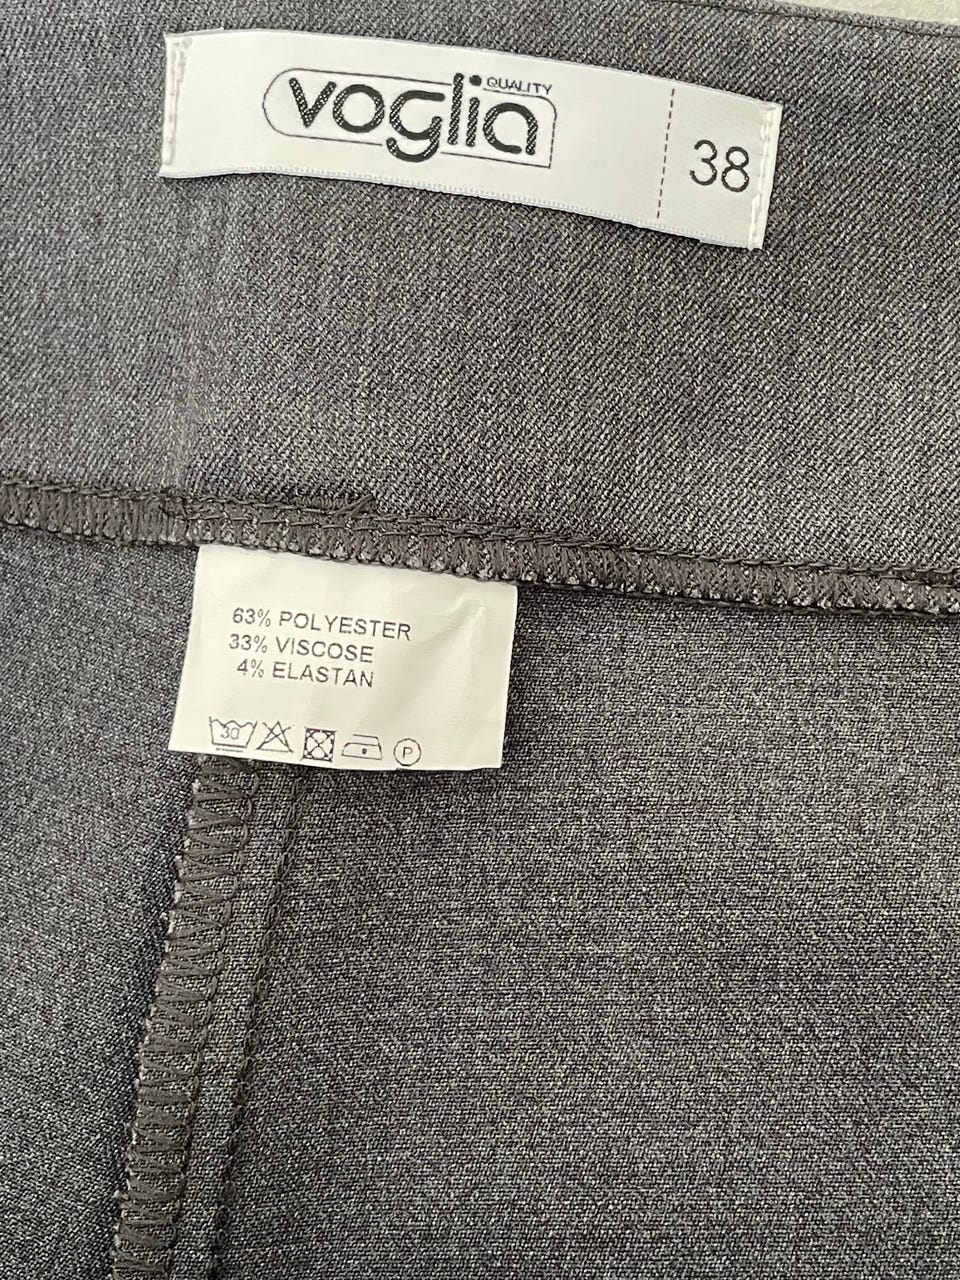 voglia QUALITY
38
63% POLYESTER
33% VISCOSE
4% ELASTAN
30 P